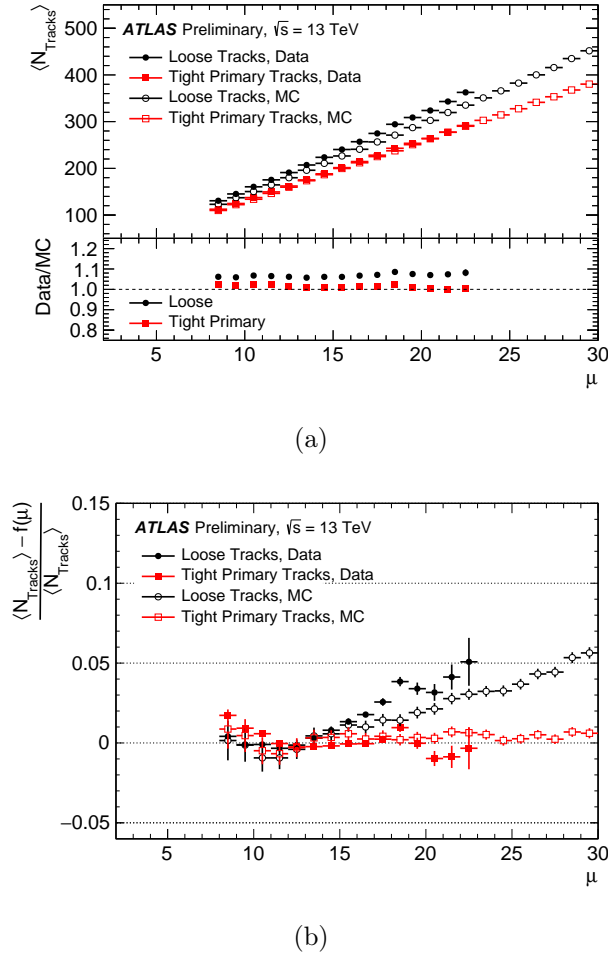 ATLAS Preliminary, √s = 13 TeV
Loose Tracks, Data
Tight Primary Tracks, Data
Loose Tracks, MC
Tight Primary Tracks, MC
⟨N_Tracks⟩
500
400
300
200
100
Data/MC
1.2
1.1
1.0
0.9
0.8
Loose
Tight Primary
5 10 15 20 25 30
μ
(a)
ATLAS Preliminary, √s = 13 TeV
Loose Tracks, Data
Tight Primary Tracks, Data
Loose Tracks, MC
Tight Primary Tracks, MC
⟨N_Tracks⟩ − f(μ)
⟨N_Tracks⟩
0.15
0.1
0.05
0
−0.05
5 10 15 20 25 30
μ
(b)